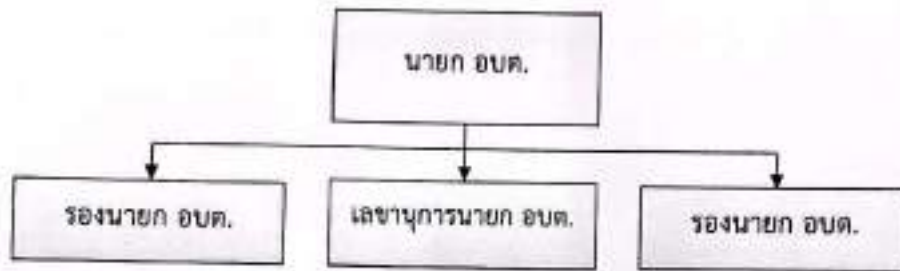 นายก อบต.
รองนายก อบต.
เลขานุการนายก อบต.
รองนายก อบต.